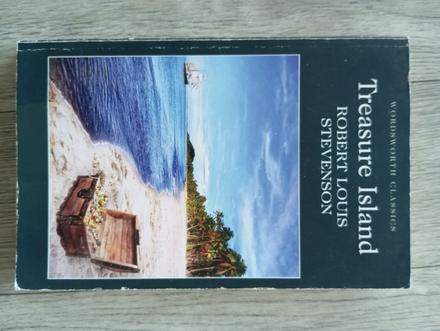 WORDSWORTH CLASSICS
Treasure Island
ROBERT LOUIS
STEVENSON